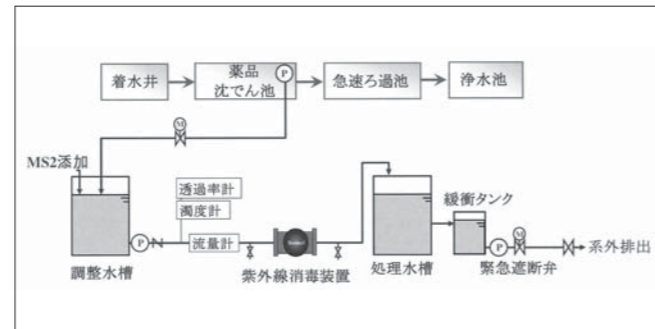 着水井
薬品
沈でん池
P
急速ろ過池
浄水池
M
MS2添加
透過率計
濁度計
流量計
P
調整水槽
紫外線消毒装置
処理水槽
緩衝タンク
P
M
緊急遮断弁
系外排出